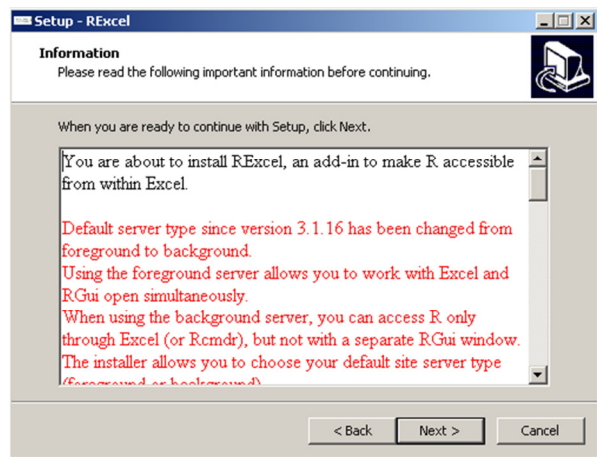 Setup - RExcel
Information
Please read the following important information before continuing.
When you are ready to continue with Setup, click Next.
You are about to install RExcel, an add-in to make R accessible
from within Excel.
Default server type since version 3.1.16 has been changed from
foreground to background.
Using the foreground server allows you to work with Excel and
RGui open simultaneously.
When using the background server, you can access R only
through Excel (or Rcmdr), but not with a separate RGui window.
The installer allows you to choose your default site server type
(foreground or background)
< Back Next > Cancel